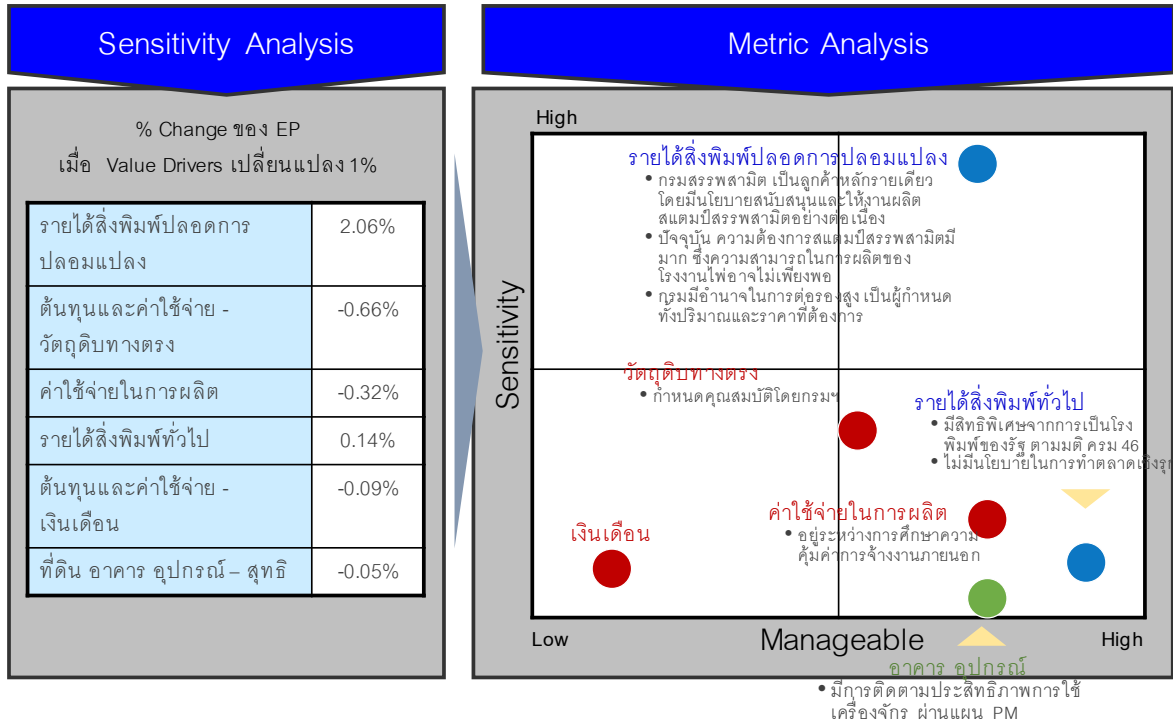 Sensitivity Analysis
% Change ของ EP
เมื่อ Value Drivers เปลี่ยนแปลง 1%
รายได้สิ่งพิมพ์ปลอดการ
ปลอมแปลง
2.06%
ต้นทุนและค่าใช้จ่าย -
วัตถุดิบทางตรง
-0.66%
ค่าใช้จ่ายในการผลิต
-0.32%
รายได้สิ่งพิมพ์ทั่วไป
0.14%
ต้นทุนและค่าใช้จ่าย -
เงินเดือน
-0.09%
ที่ดิน อาคาร อุปกรณ์ – สุทธิ
-0.05%
Metric Analysis
High
Sensitivity
รายได้สิ่งพิมพ์ปลอดการปลอมแปลง
• กรมสรรพสามิต เป็นลูกค้าหลักรายเดียว
โดยมีนโยบายสนับสนุนและให้งานผลิต
สแตมป์สรรพสามิตอย่างต่อเนื่อง
• ปัจจุบัน ความต้องการสแตมป์สรรพสามิตมี
มาก ซึ่งความสามารถในการผลิตของ
โรงงานไพ่อาจไม่เพียงพอ
• กรมมีอำนาจในการต่อรองสูง เป็นผู้กำหนด
ทั้งปริมาณและราคาที่ต้องการ
วัตถุดิบทางตรง
• กำหนดคุณสมบัติโดยกรมฯ
รายได้สิ่งพิมพ์ทั่วไป
• มีสิทธิพิเศษจากการเป็นโรง
พิมพ์ของรัฐ ตามมติ ครม 46
• ไม่มีนโยบายในการทำตลาดเชิงรุก
ค่าใช้จ่ายในการผลิต
• อยู่ระหว่างการศึกษาความ
คุ้มค่าการจ้างงานภายนอก
เงินเดือน
Low
Manageable
High
อาคาร อุปกรณ์
• มีการติดตามประสิทธิภาพการใช้
เครื่องจักร ผ่านแผน PM